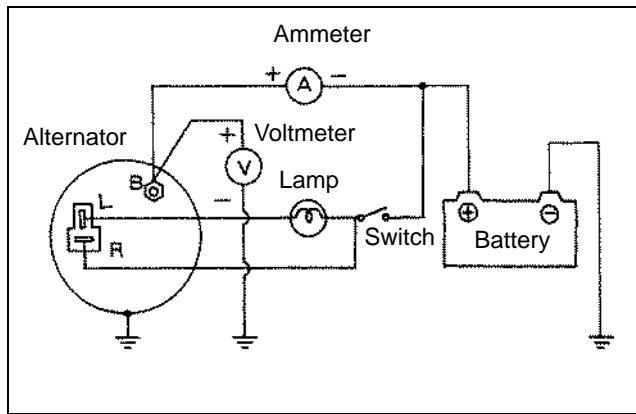 Ammeter
+ A −
Alternator
+ Voltmeter
B V
− Lamp
L
Switch
R
+ − Battery